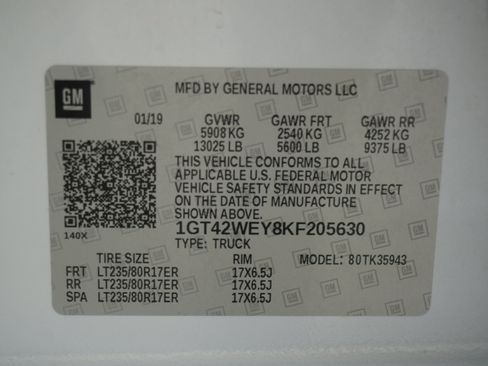 GM
MFD BY GENERAL MOTORS LLC
01/19 GVWR GAWR FRT GAWR RR
5908 KG 2540 KG 4252 KG
13025 LB 5600 LB 9375 LB
THIS VEHICLE CONFORMS TO ALL
APPLICABLE U.S. FEDERAL MOTOR
VEHICLE SAFETY STANDARDS IN EFFECT
ON THE DATE OF MANUFACTURE
SHOWN ABOVE.
140X 1GT42WEY8KF205630
TYPE: TRUCK
TIRE SIZE RIM MODEL: 80TK35943
FRT LT235/80R17ER 17X6.5J
RR LT235/80R17ER 17X6.5J
SPA LT235/80R17ER 17X6.5J